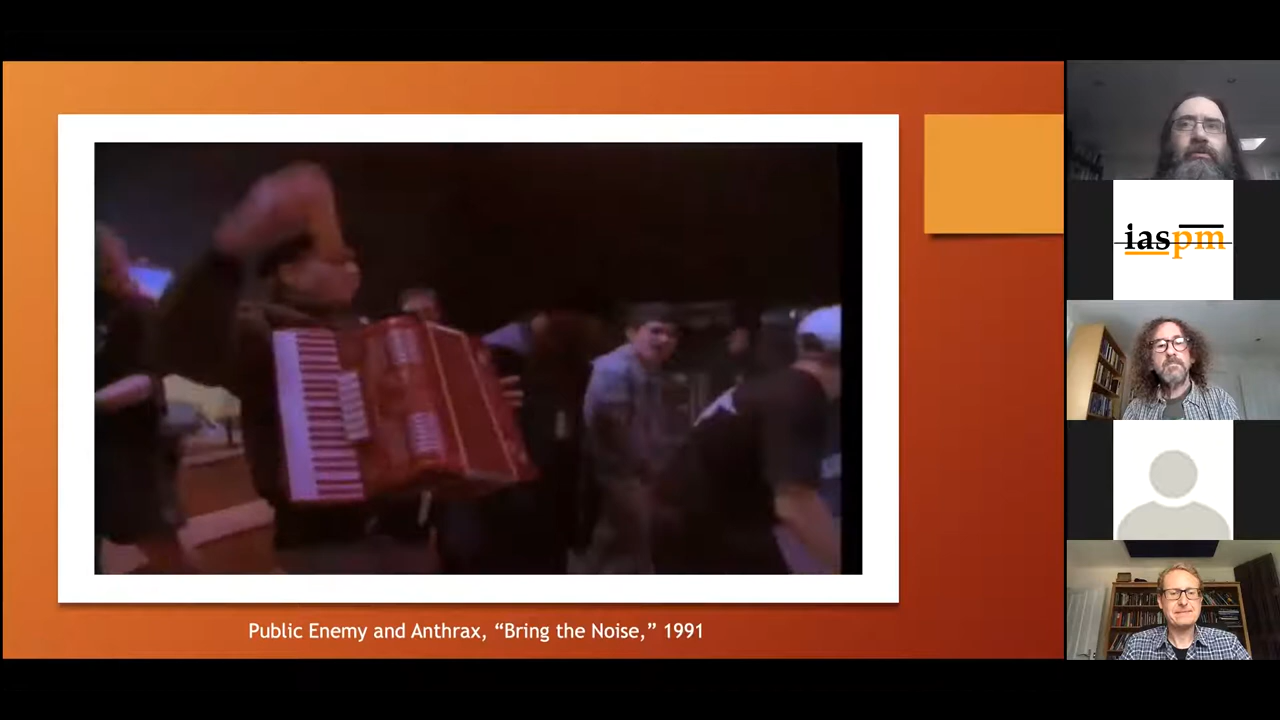 Public Enemy and Anthrax, “Bring the Noise,” 1991
iaspm